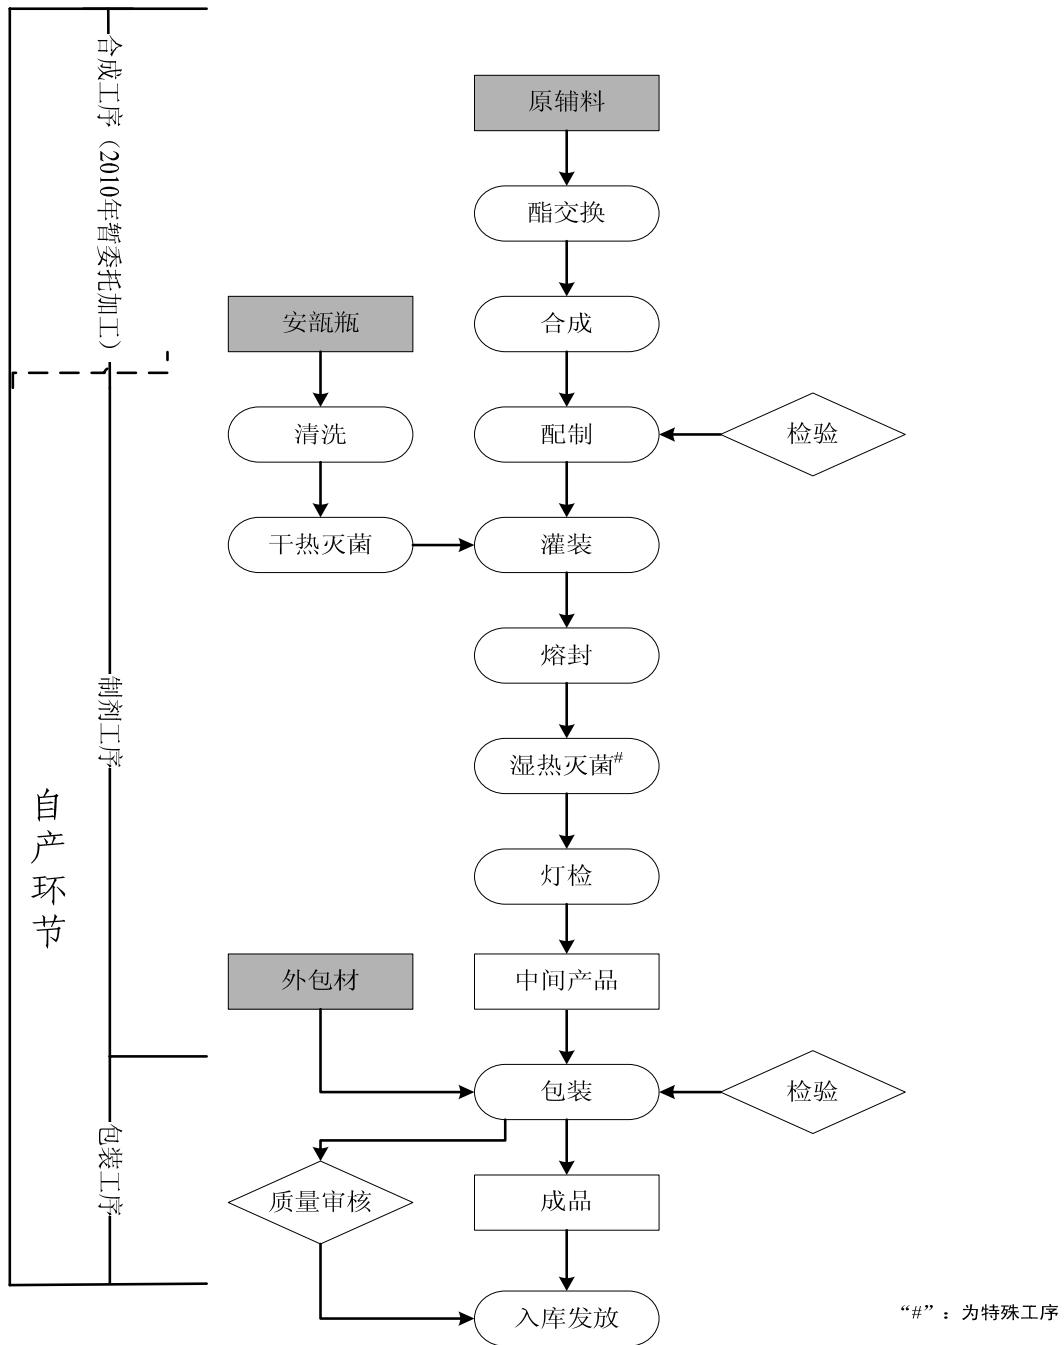 合成工序（2010年暂委托加工）
原辅料
酯交换
安瓿瓶
合成
清洗
配制
检验
干热灭菌
灌装
熔封
制剂工序
湿热灭菌#
自产环节
灯检
外包材
中间产品
包装
检验
包装工序
质量审核
成品
入库发放
“#”：为特殊工序